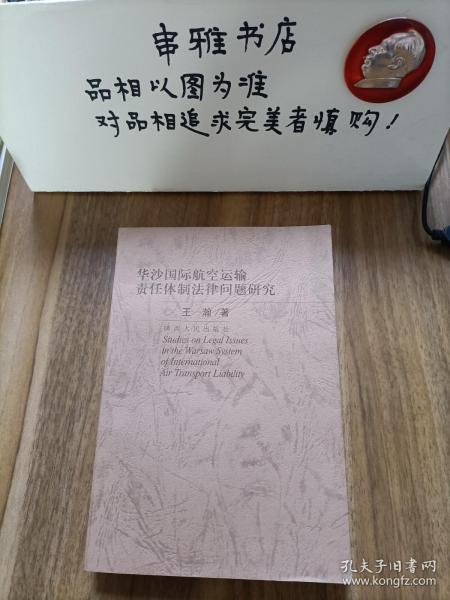 串雅书店
品相以图为准
对品相追求完美者慎购!
华沙国际航空运输
责任体制法律问题研究
王瀚 著
陕西人民出版社
Studies on Legal Issues
in the Warsaw System
of International
Air Transport Liability
孔夫子旧书网
www.kongfz.com